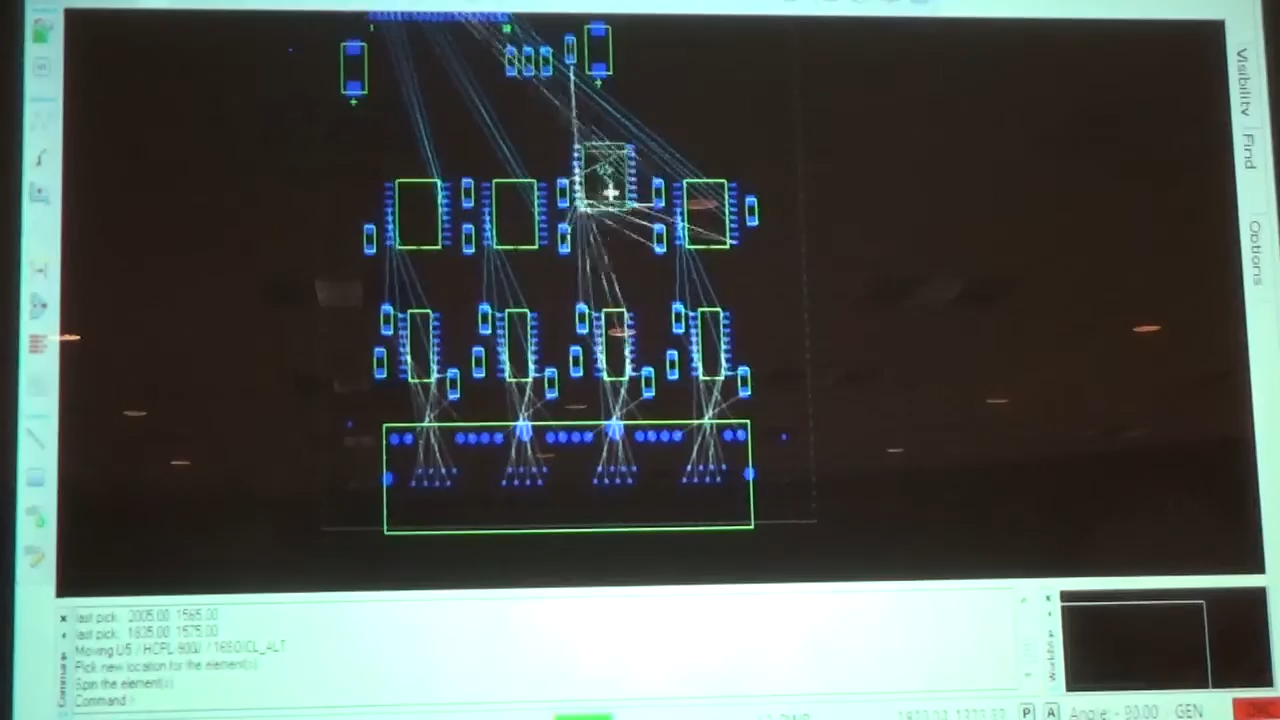 Visibility
Find
Options
last pick: 2005.00 1565.00
last pick: 1835.00 1575.00
Moving U5 / HCPL 900J / 16SOICL_ALT
Pick new location for the element(s).
Spin the element(s).
Command >
P A Angle: -90.00 -GEN